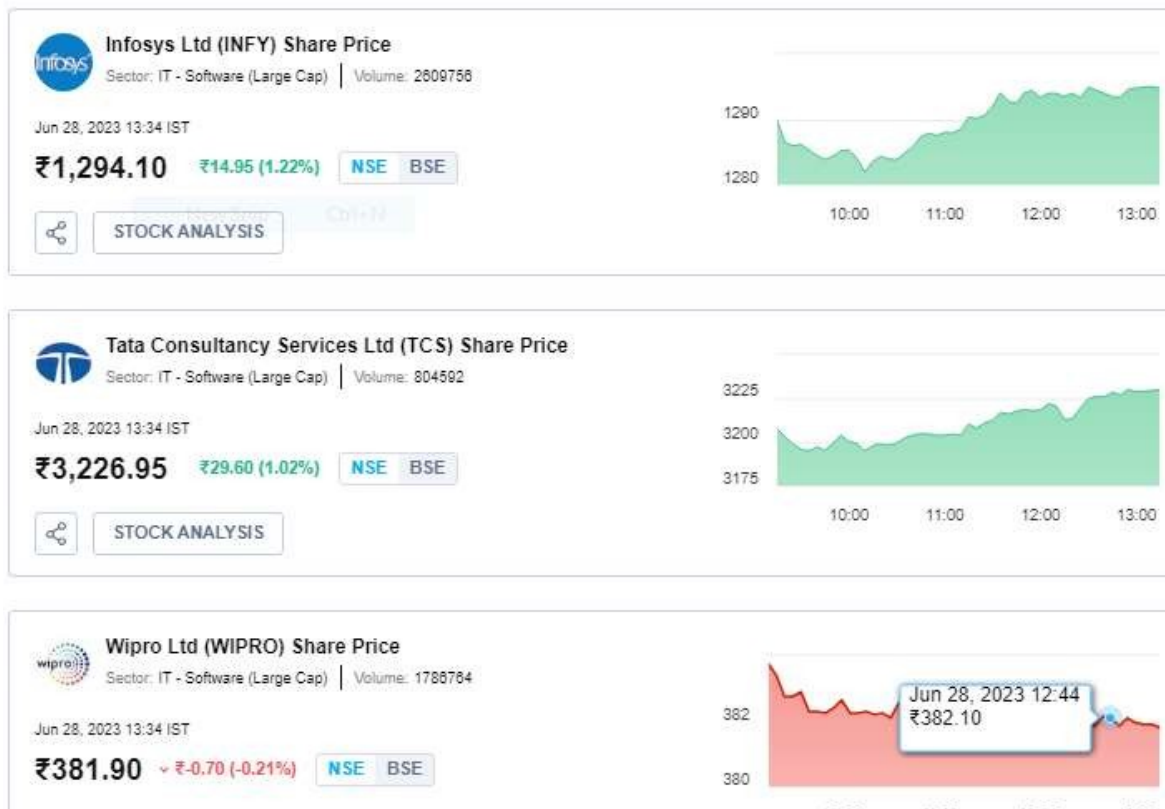 Infosys Ltd (INFY) Share Price
Infosys
Sector: IT - Software (Large Cap) | Volume: 2609756
Jun 28, 2023 13:34 IST
₹1,294.10 ₹14.95 (1.22%) NSE BSE
STOCK ANALYSIS
1290
1280
10:00 11:00 12:00 13:00
Tata Consultancy Services Ltd (TCS) Share Price
Sector: IT - Software (Large Cap) | Volume: 804592
Jun 28, 2023 13:34 IST
₹3,226.95 ₹29.60 (1.02%) NSE BSE
STOCK ANALYSIS
3225
3200
3175
10:00 11:00 12:00 13:00
Wipro Ltd (WIPRO) Share Price
wipro
Sector: IT - Software (Large Cap) | Volume: 1786764
Jun 28, 2023 13:34 IST
₹381.90 ₹-0.70 (-0.21%) NSE BSE
382
380
Jun 28, 2023 12:44
₹382.10